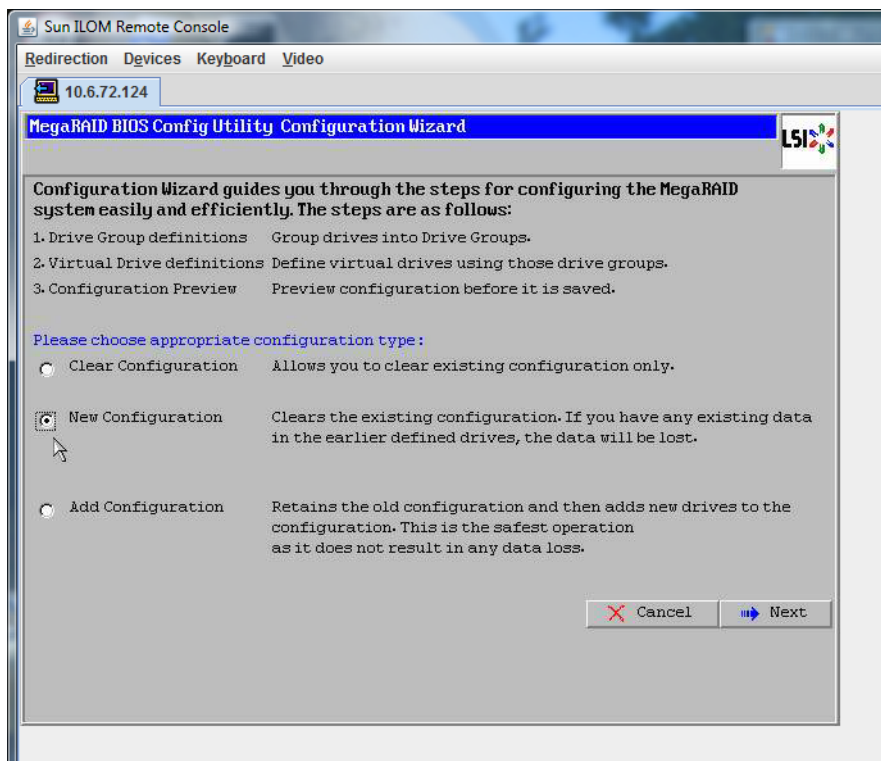 Sun ILOM Remote Console
Redirection Devices Keyboard Video
10.6.72.124
MegaRAID BIOS Config Utility Configuration Wizard
LSI
Configuration Wizard guides you through the steps for configuring the MegaRAID
system easily and efficiently. The steps are as follows:
1. Drive Group definitions Group drives into Drive Groups.
2. Virtual Drive definitions Define virtual drives using those drive groups.
3. Configuration Preview Preview configuration before it is saved.
Please choose appropriate configuration type:
Clear Configuration Allows you to clear existing configuration only.
New Configuration Clears the existing configuration. If you have any existing data
in the earlier defined drives, the data will be lost.
Add Configuration Retains the old configuration and then adds new drives to the
configuration. This is the safest operation
as it does not result in any data loss.
Cancel Next